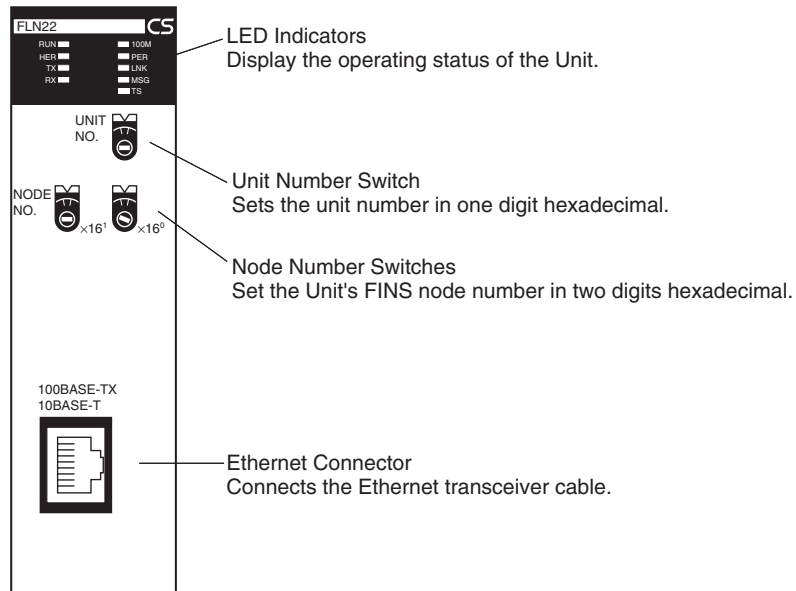 FLN22 CS
RUN 100M
HER PER
TX LNK
RX MSG
TS
LED Indicators
Display the operating status of the Unit.
UNIT
NO.
Unit Number Switch
Sets the unit number in one digit hexadecimal.
NODE
NO.
×16¹ ×16⁰
Node Number Switches
Set the Unit's FINS node number in two digits hexadecimal.
100BASE-TX
10BASE-T
Ethernet Connector
Connects the Ethernet transceiver cable.